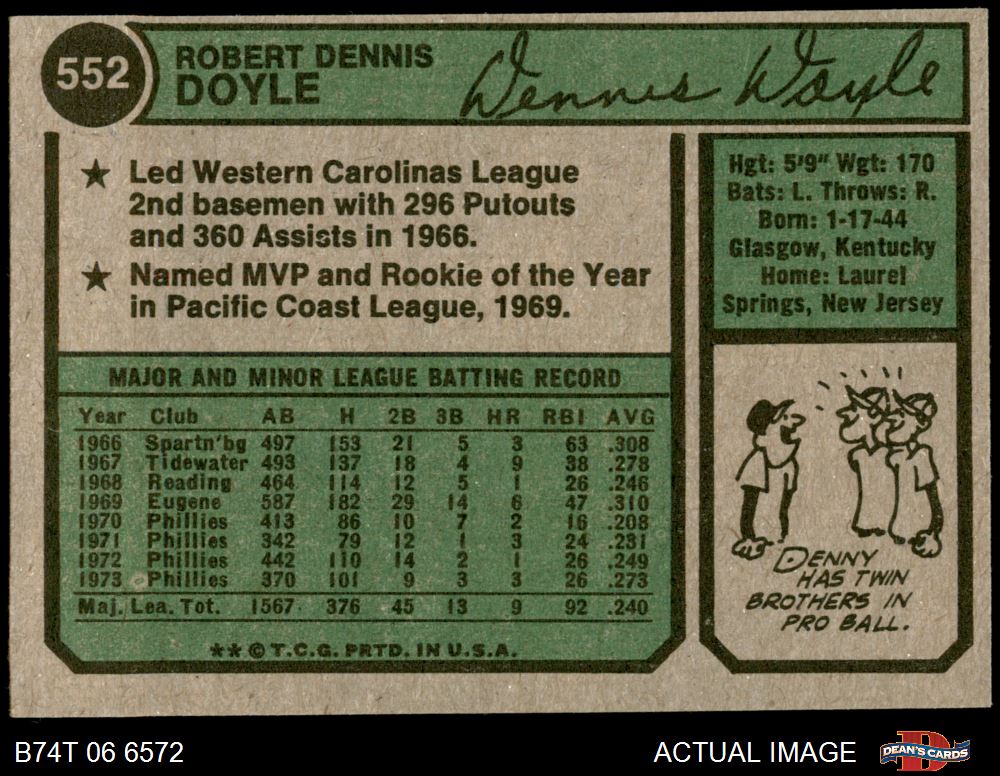 552
ROBERT DENNIS
DOYLE
Dennis Doyle
★ Led Western Carolinas League
2nd basemen with 296 Putouts
and 360 Assists in 1966.
★ Named MVP and Rookie of the Year
in Pacific Coast League, 1969.
Hgt: 5'9" Wgt: 170
Bats: L. Throws: R.
Born: 1-17-44
Glasgow, Kentucky
Home: Laurel
Springs, New Jersey
MAJOR AND MINOR LEAGUE BATTING RECORD
Year Club AB H 2B 3B HR RBI AVG
1966 Spartn'bg 497 153 21 5 3 63 .308
1967 Tidewater 493 137 18 4 9 38 .278
1968 Reading 464 114 12 5 1 26 .246
1969 Eugene 587 182 29 14 6 47 .310
1970 Phillies 413 86 10 7 2 16 .208
1971 Phillies 342 79 12 1 3 24 .231
1972 Phillies 442 110 14 2 1 26 .249
1973 Phillies 370 101 9 3 3 26 .273
Maj. Lea. Tot. 1567 376 45 13 9 92 .240
**© T.C.G. PRTD. IN U.S.A.
DENNY
HAS TWIN
BROTHERS IN
PRO BALL.
B74T 06 6572
ACTUAL IMAGE
DEAN'S CARDS